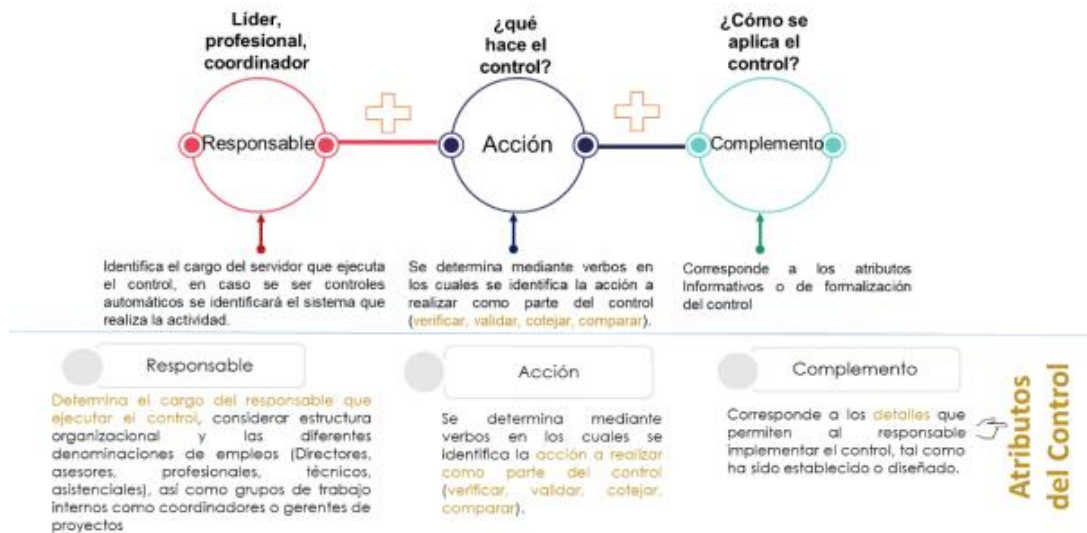 Líder,
profesional,
coordinador
¿qué
hace el
control?
¿Cómo se
aplica el
control?
Responsable
Acción
Complemento
Identifica el cargo del servidor que ejecuta
el control, en caso se ser controles
automáticos se identificará el sistema que
realiza la actividad.
Se determina mediante verbos en
los cuales se identifica la acción a
realizar como parte del control
(verificar, validar, cotejar, comparar).
Corresponde a los atributos
Informativos o de formalización
del control
Responsable
Determina el cargo del responsable que
ejecutar el control, considerar estructura
organizacional y las diferentes
denominaciones de empleos (Directores,
asesores, profesionales, técnicos,
asistenciales), así como grupos de trabajo
internos como coordinadores o gerentes de
proyectos
Acción
Se determina mediante
verbos en los cuales se
identifica la acción a realizar
como parte del control
(verificar, validar, cotejar,
comparar).
Complemento
Corresponde a los detalles que
permiten al responsable
implementar el control, tal como
ha sido establecido o diseñado.
Atributos
del Control